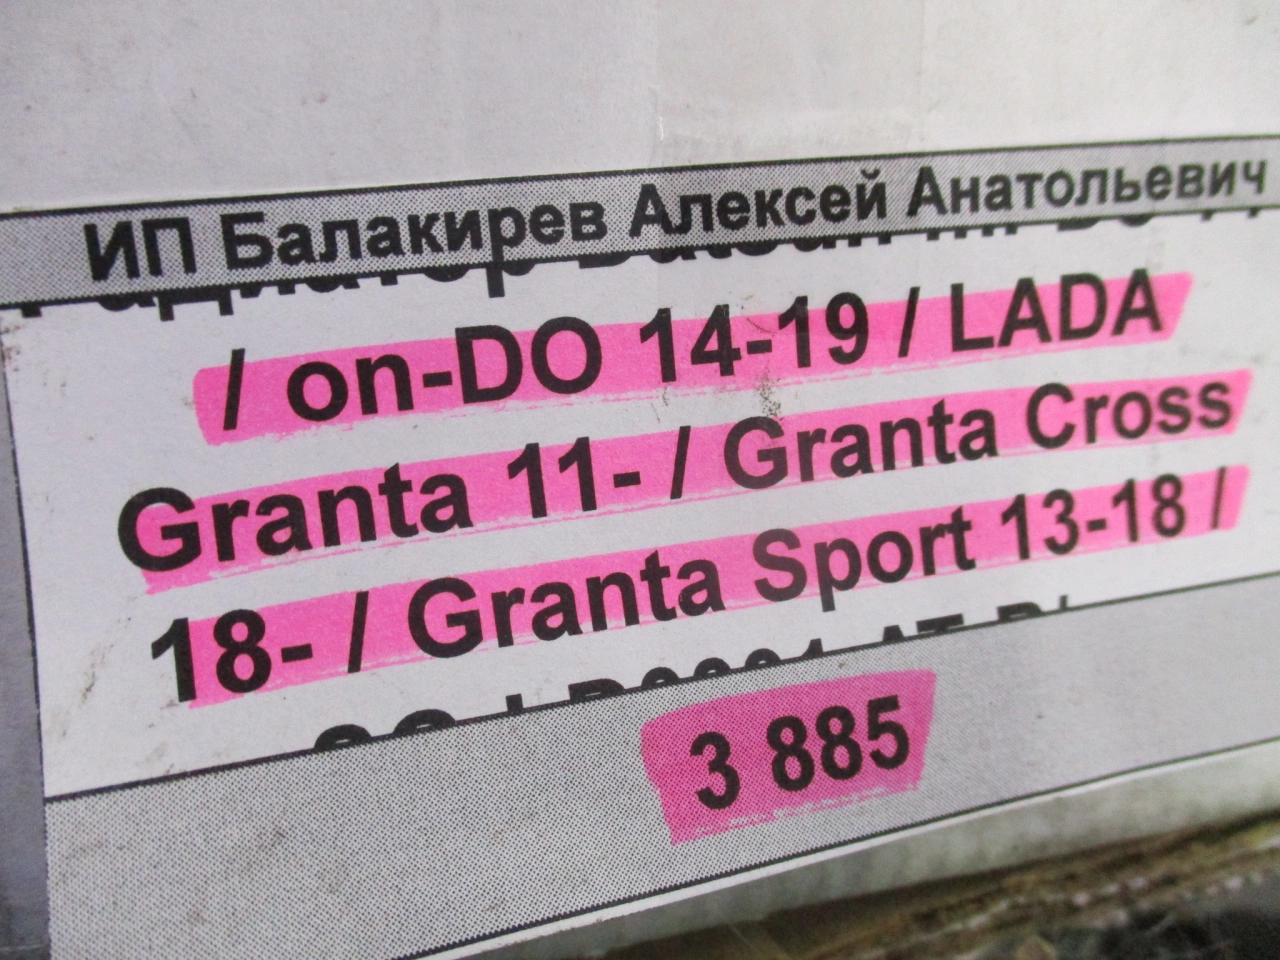 ИП Балакирев Алексей Анатольевич
/ on-DO 14-19 / LADA
Granta 11- / Granta Cross
18- / Granta Sport 13-18 /
3 885